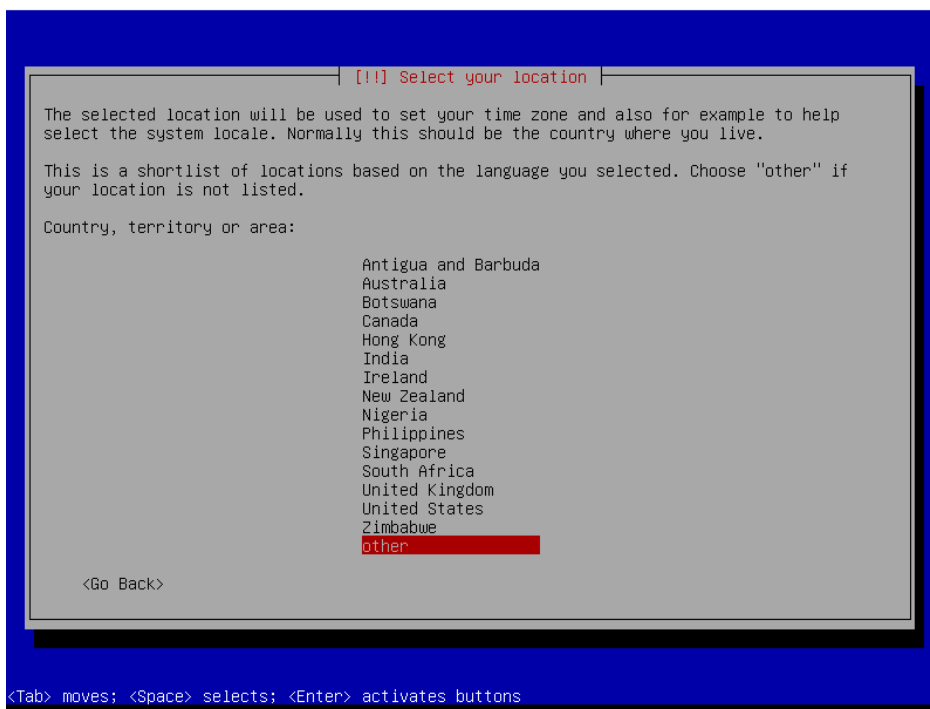 [!!] Select your location
The selected location will be used to set your time zone and also for example to help
select the system locale. Normally this should be the country where you live.
This is a shortlist of locations based on the language you selected. Choose "other" if
your location is not listed.
Country, territory or area:
Antigua and Barbuda
Australia
Botswana
Canada
Hong Kong
India
Ireland
New Zealand
Nigeria
Philippines
Singapore
South Africa
United Kingdom
United States
Zimbabwe
other
<Go Back>
<Tab> moves; <Space> selects; <Enter> activates buttons